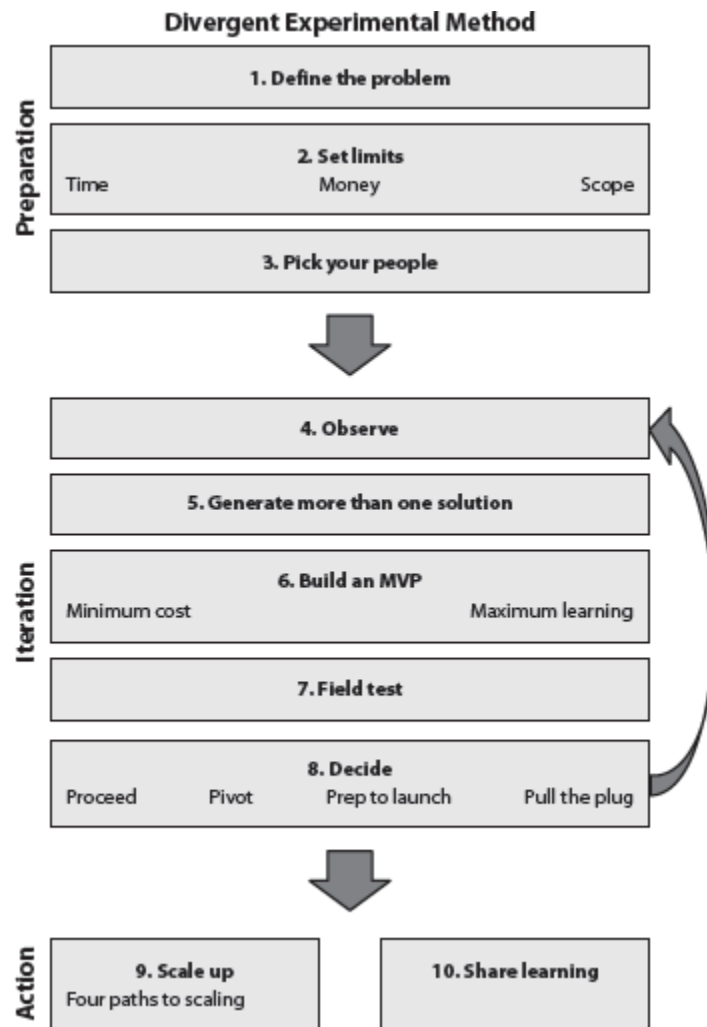 Divergent Experimental Method
Preparation
1. Define the problem
2. Set limits
Time Money Scope
3. Pick your people
Iteration
4. Observe
5. Generate more than one solution
6. Build an MVP
Minimum cost Maximum learning
7. Field test
8. Decide
Proceed Pivot Prep to launch Pull the plug
Action
9. Scale up
Four paths to scaling
10. Share learning